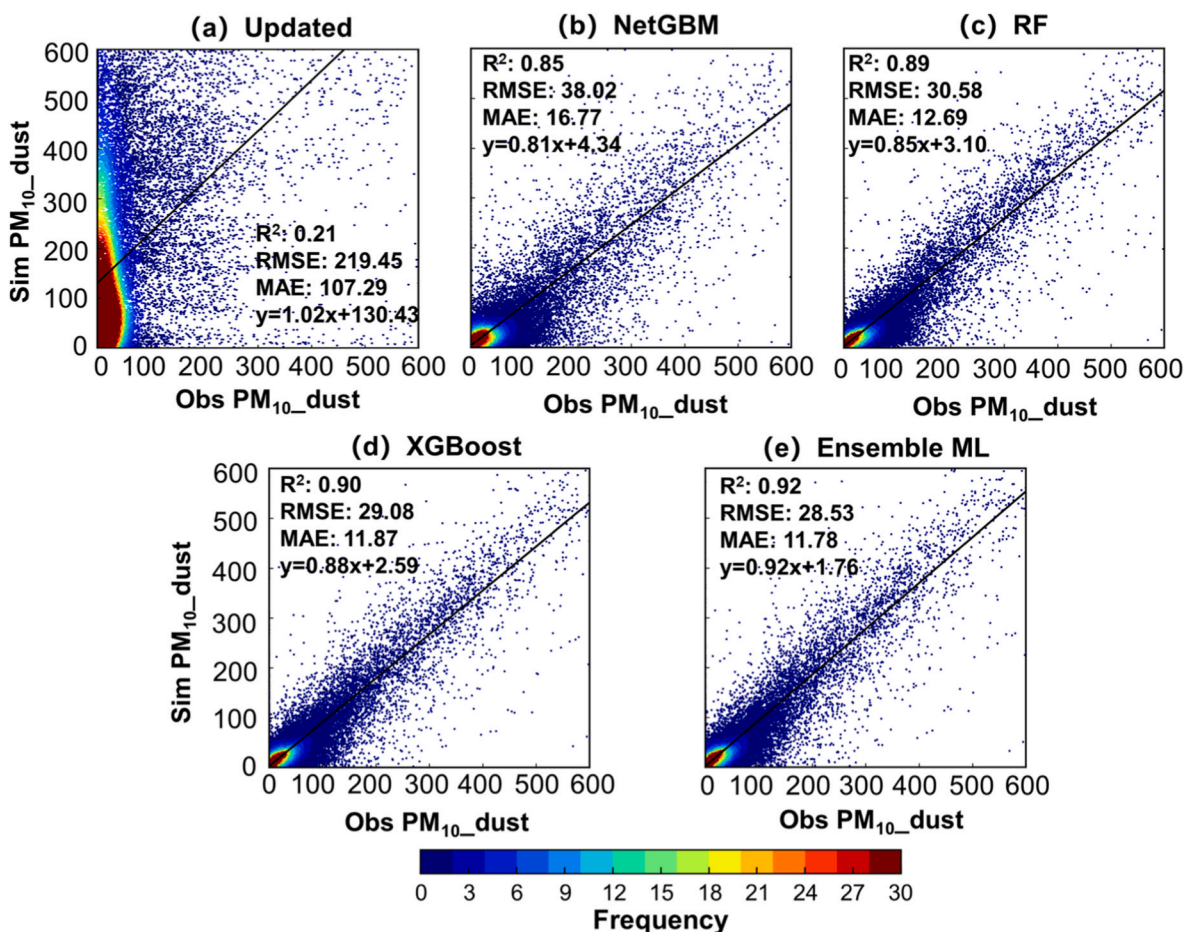 (a) Updated
(b) NetGBM
(c) RF
600
500
400
300
200
100
0
Sim PM₁₀_dust
R²: 0.21
RMSE: 219.45
MAE: 107.29
y=1.02x+130.43
0 100 200 300 400 500 600
Obs PM₁₀_dust
R²: 0.85
RMSE: 38.02
MAE: 16.77
y=0.81x+4.34
0 100 200 300 400 500 600
Obs PM₁₀_dust
R²: 0.89
RMSE: 30.58
MAE: 12.69
y=0.85x+3.10
0 100 200 300 400 500 600
Obs PM₁₀_dust
(d) XGBoost
(e) Ensemble ML
600
500
400
300
200
100
0
Sim PM₁₀_dust
R²: 0.90
RMSE: 29.08
MAE: 11.87
y=0.88x+2.59
0 100 200 300 400 500 600
Obs PM₁₀_dust
R²: 0.92
RMSE: 28.53
MAE: 11.78
y=0.92x+1.76
0 100 200 300 400 500 600
Obs PM₁₀_dust
0 3 6 9 12 15 18 21 24 27 30
Frequency